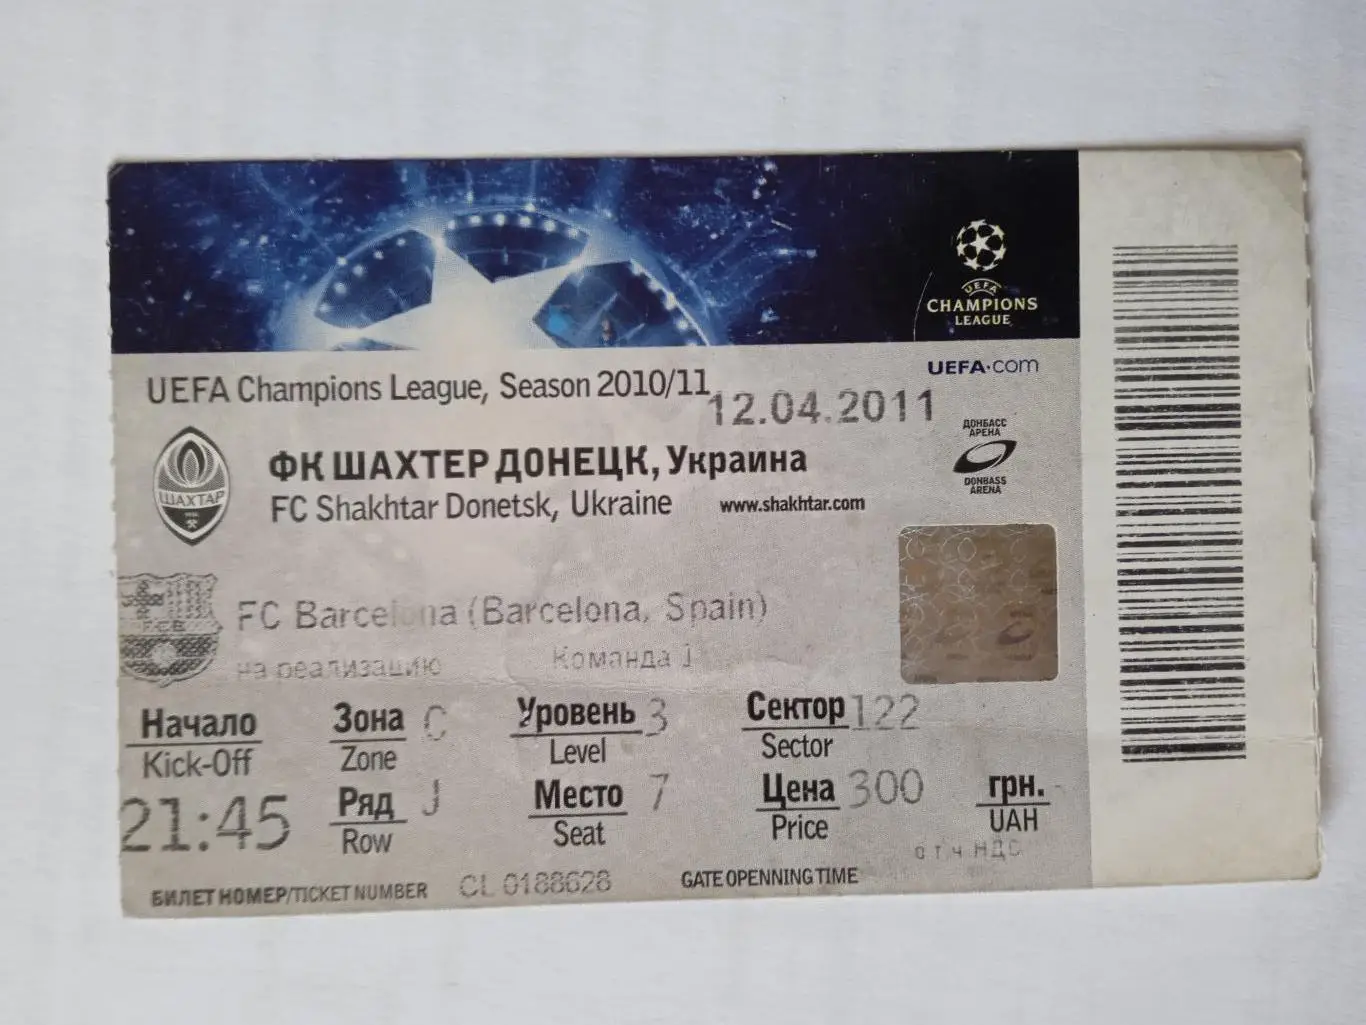 UEFA
CHAMPIONS
LEAGUE
UEFA.com
UEFA Champions League, Season 2010/11
12.04.2011
ШАХТАР
ФК ШАХТЕР ДОНЕЦК, Украина
FC Shakhtar Donetsk, Ukraine
www.shakhtar.com
ДОНБАСС
АРЕНА
DONBASS
ARENA
FCB
FC Barcelona (Barcelona, Spain)
на реализацию Команда 1
Начало Зона C Уровень 3 Сектор 122
Kick-Off Zone Level Sector
21:45 Ряд J Место 7 Цена 300 грн.
Row Seat Price UAH
БИЛЕТ НОМЕР/TICKET NUMBER CL 0188628 GATE OPENNING TIME